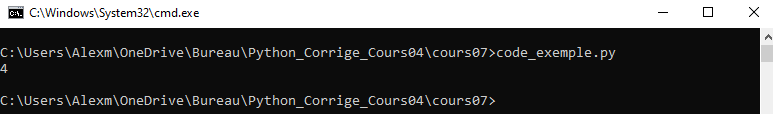 C:\Windows\System32\cmd.exe
C:\Users\Alexm\OneDrive\Bureau\Python_Corrige_Cours04\cours07>code_exemple.py
4
C:\Users\Alexm\OneDrive\Bureau\Python_Corrige_Cours04\cours07>